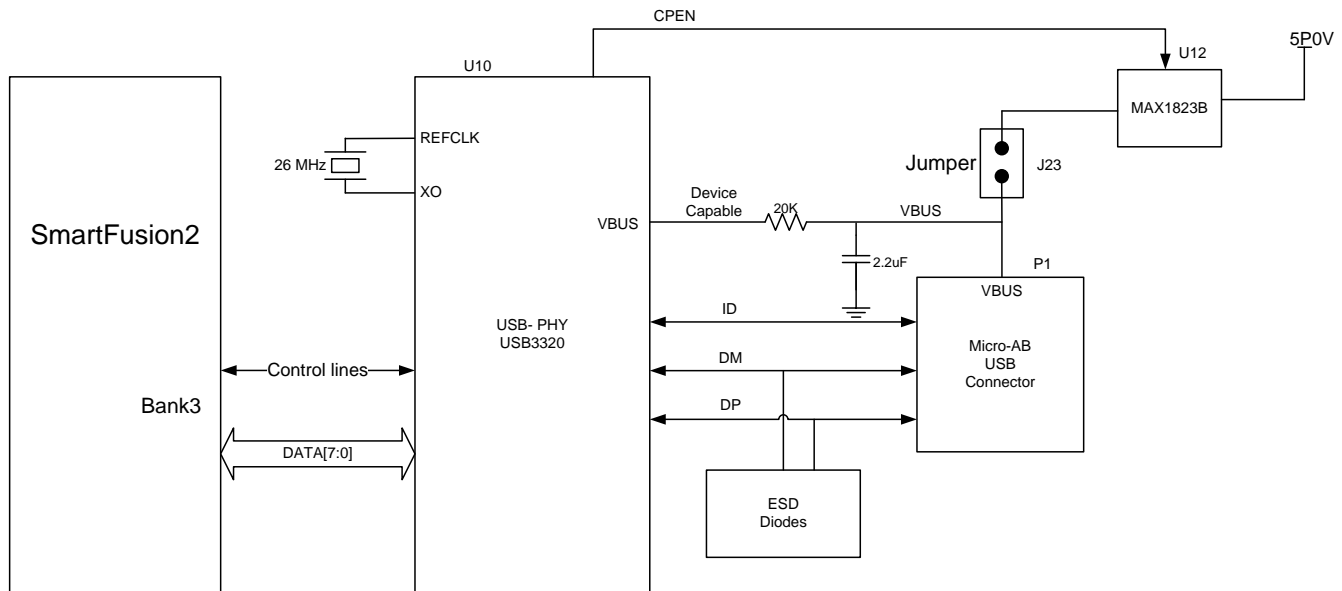 CPEN
5P0V
U10
U12
MAX1823B
REFCLK
26 MHz
XO
Jumper
J23
Device
Capable
20K
VBUS
VBUS
SmartFusion2
2.2uF
P1
VBUS
ID
USB- PHY
USB3320
Micro-AB
USB
Connector
DM
Control lines
Bank3
DP
DATA[7:0]
ESD
Diodes